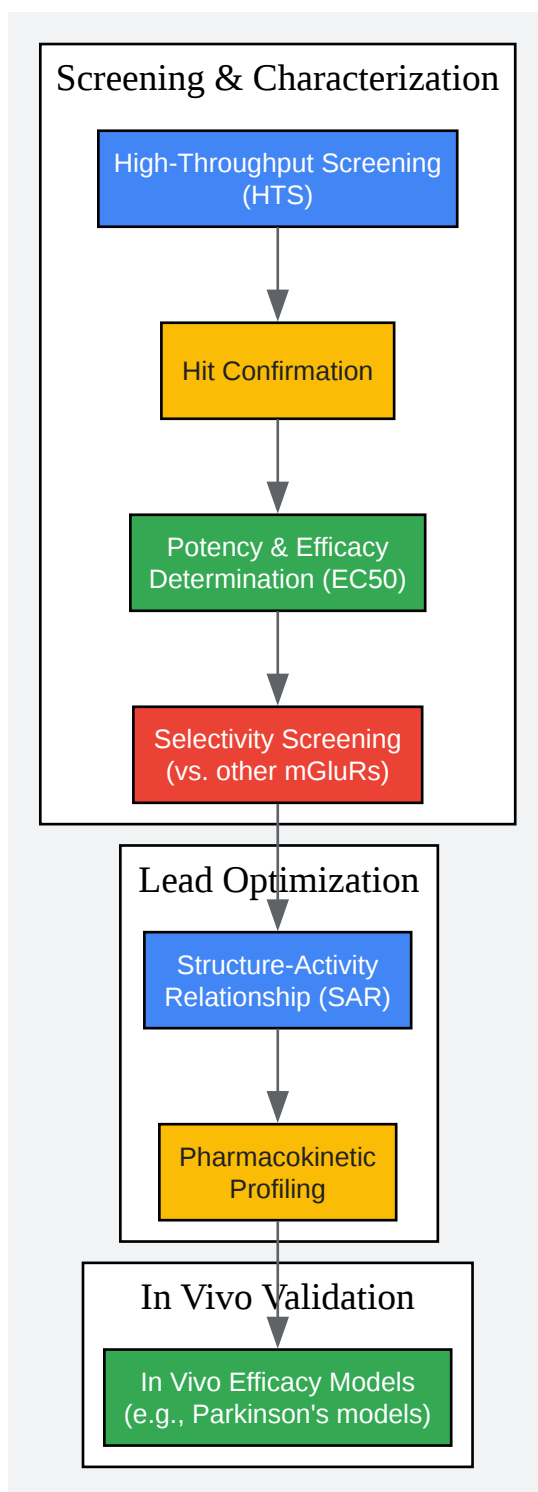 Screening & Characterization
High-Throughput Screening
(HTS)
Hit Confirmation
Potency & Efficacy
Determination (EC50)
Selectivity Screening
(vs. other mGluRs)
Lead Optimization
Structure-Activity
Relationship (SAR)
Pharmacokinetic
Profiling
In Vivo Validation
In Vivo Efficacy Models
(e.g., Parkinson's models)